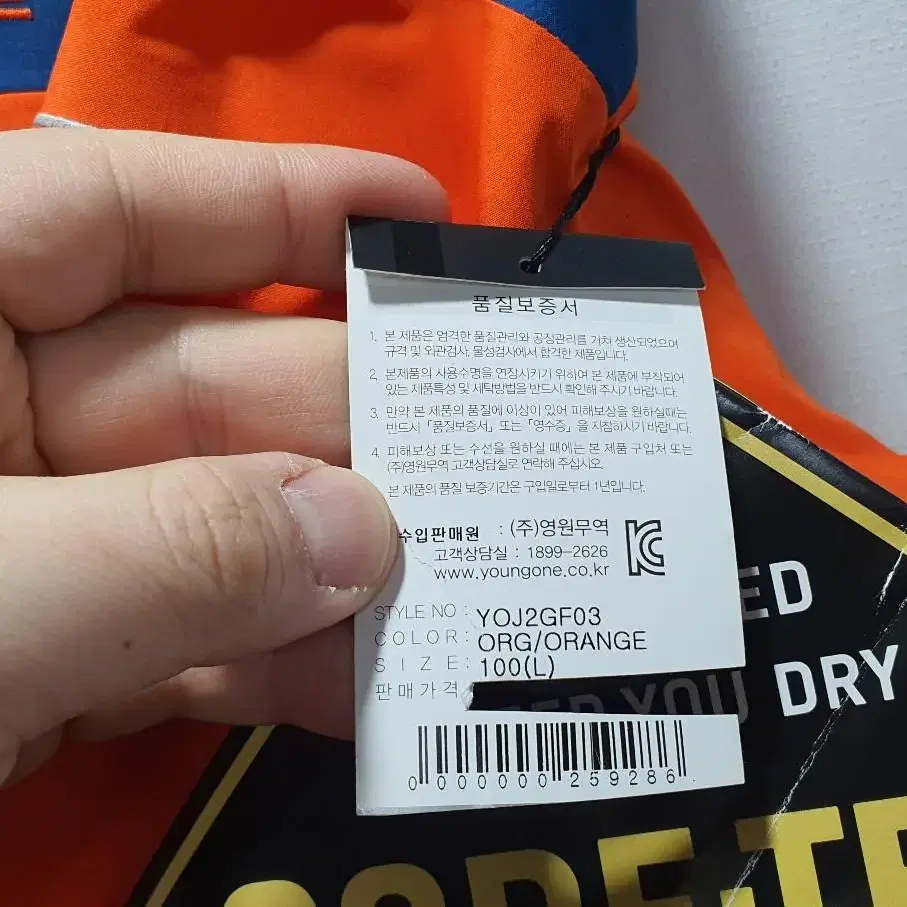 품질보증서
1. 본 제품은 엄격한 품질관리와 공정관리를 거쳐 생산되었으며
규격 및 외관검사, 물성검사에서 합격한 제품입니다.
2. 본제품의 사용수명을 연장시키기 위하여 본 제품에 부착되어
있는 제품특성 및 세탁방법을 반드시 확인해 주시기 바랍니다.
3. 만약 본 제품의 품질에 이상이 있어 피해보상을 원하실때는
반드시 「품질보증서」 또는 「영수증」을 지참하시기 바랍니다.
4. 피해보상 또는 수선을 원하실 때에는 본 제품 구입처 또는
(주)영원무역 고객상담실로 연락해 주십시오.
본 제품의 품질 보증기간은 구입일로부터 1년입니다.
수입판매원 : (주)영원무역
고객상담실 : 1899-2626
www.youngone.co.kr
STYLE NO : YOJ2GF03
COLOR : ORG/ORANGE
SIZE : 100(L)
판매가격
0 000000 259286
ED
YOU DRY